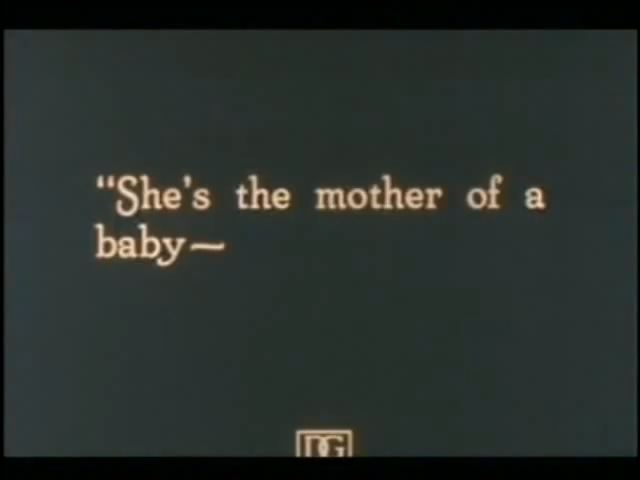 “She's the mother of a
baby—
DG